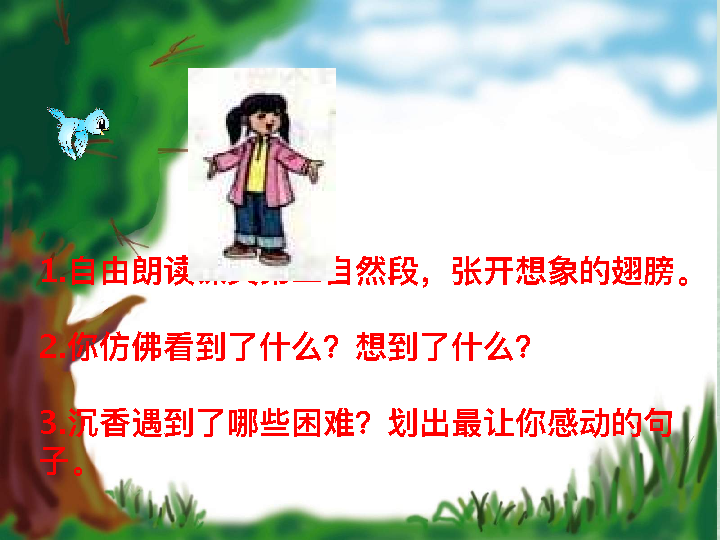 1.自由朗读自然段，张开想象的翅膀。
2.你仿佛看到了什么？想到了什么？
3.沉香遇到了哪些困难？划出最让你感动的句
子。